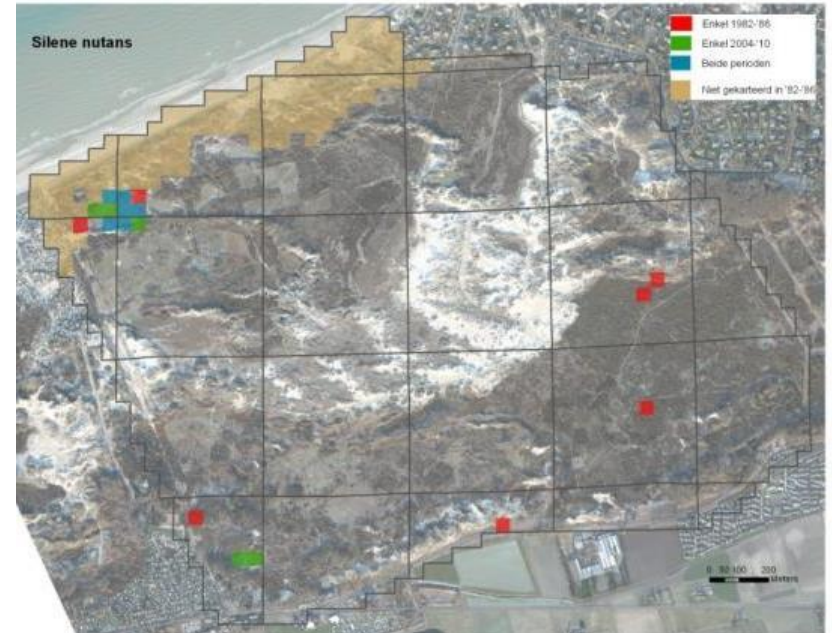 Silene nutans
Enkel 1982-'86
Enkel 2004-'10
Beide perioden
Niet gekarteerd in '82-'86
0 50 100 200
Meters